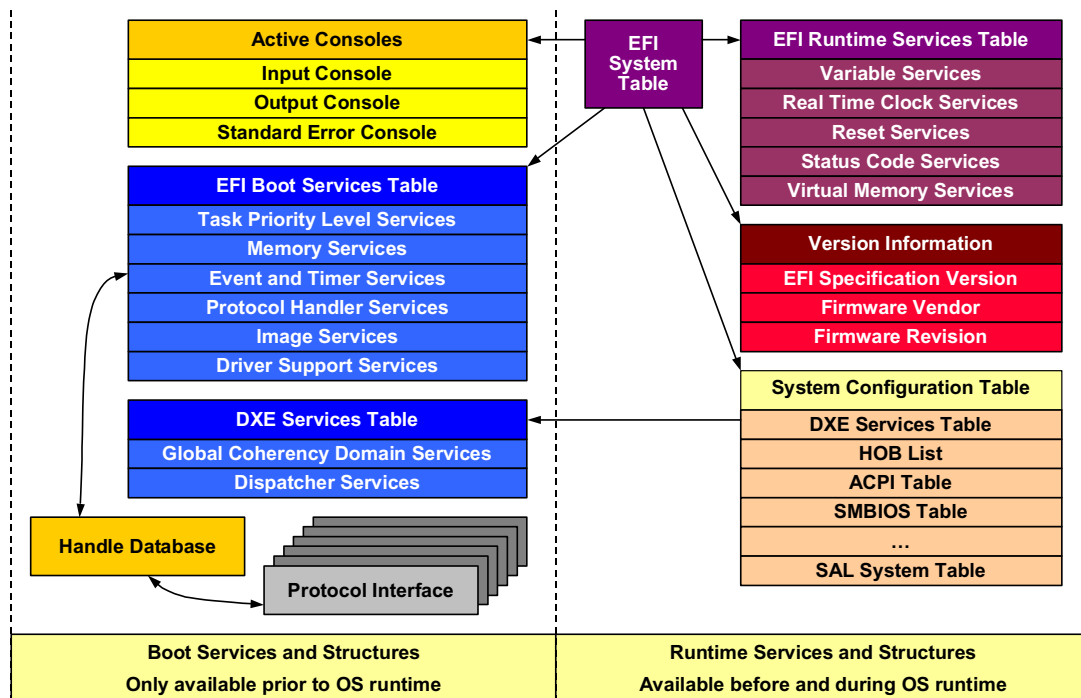 Active Consoles
Input Console
Output Console
Standard Error Console
EFI
System
Table
EFI Runtime Services Table
Variable Services
Real Time Clock Services
Reset Services
Status Code Services
Virtual Memory Services
EFI Boot Services Table
Task Priority Level Services
Memory Services
Event and Timer Services
Protocol Handler Services
Image Services
Driver Support Services
Version Information
EFI Specification Version
Firmware Vendor
Firmware Revision
DXE Services Table
Global Coherency Domain Services
Dispatcher Services
System Configuration Table
DXE Services Table
HOB List
ACPI Table
SMBIOS Table
…
SAL System Table
Handle Database
Protocol Interface
Boot Services and Structures
Only available prior to OS runtime
Runtime Services and Structures
Available before and during OS runtime